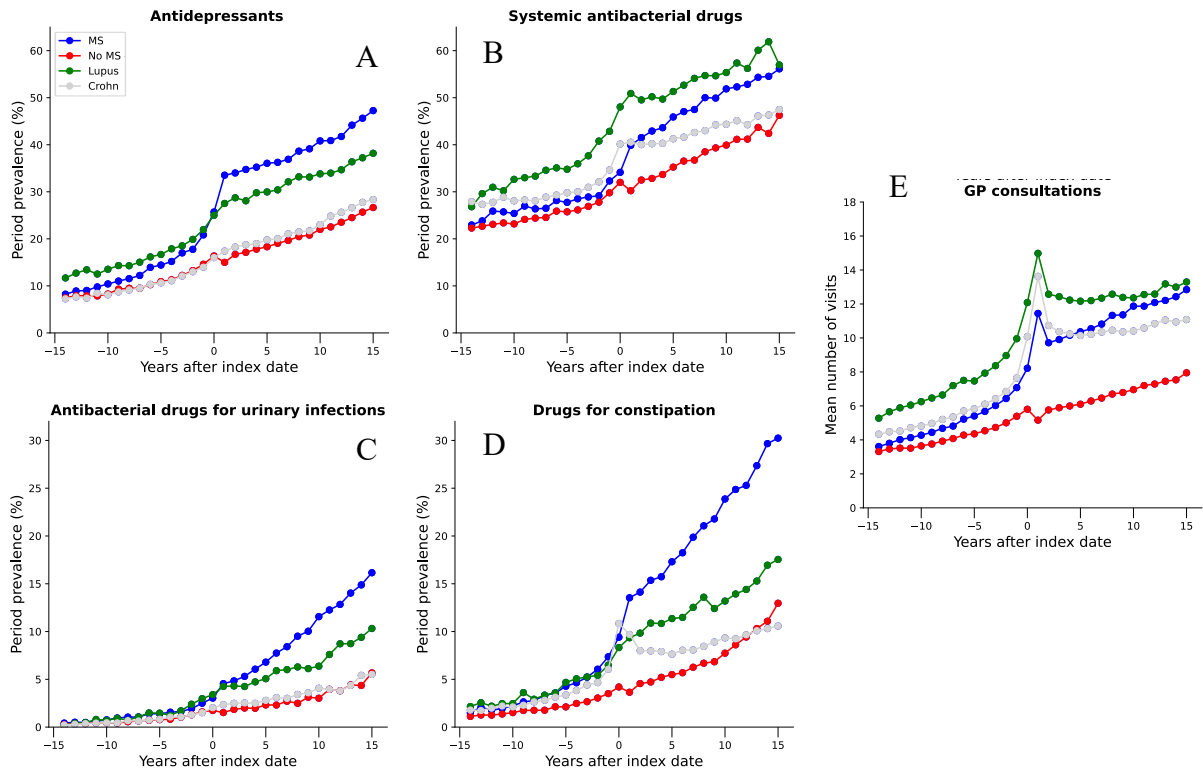 Antidepressants
MS
No MS
Lupus
Crohn
A
Period prevalence (%)
60
50
40
30
20
10
0
−15 −10 −5 0 5 10 15
Years after index date
Systemic antibacterial drugs
B
Period prevalence (%)
60
50
40
30
20
10
0
−15 −10 −5 0 5 10 15
Years after index date
E
GP consultations
Mean number of visits
18
16
14
12
10
8
6
4
2
0
−15 −10 −5 0 5 10 15
Years after index date
Antibacterial drugs for urinary infections
C
Period prevalence (%)
30
25
20
15
10
5
0
−15 −10 −5 0 5 10 15
Years after index date
Drugs for constipation
D
Period prevalence (%)
30
25
20
15
10
5
0
−15 −10 −5 0 5 10 15
Years after index date